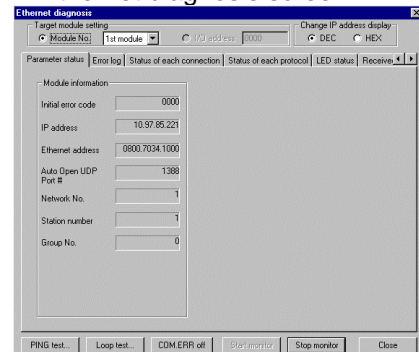 Ethernet diagnosis
Target module setting
Module No. 1st module I/O address 0000
Change IP address display
DEC HEX
Parameter status Error log Status of each connection Status of each protocol LED status Receive
Module information
Initial error code 0000
IP address 10.97.85.221
Ethernet address 0800.7034.1000
Auto Open UDP Port # 1388
Network No. 1
Station number 1
Group No. 0
PING test... Loop test... COM.ERR off Start monitor Stop monitor Close